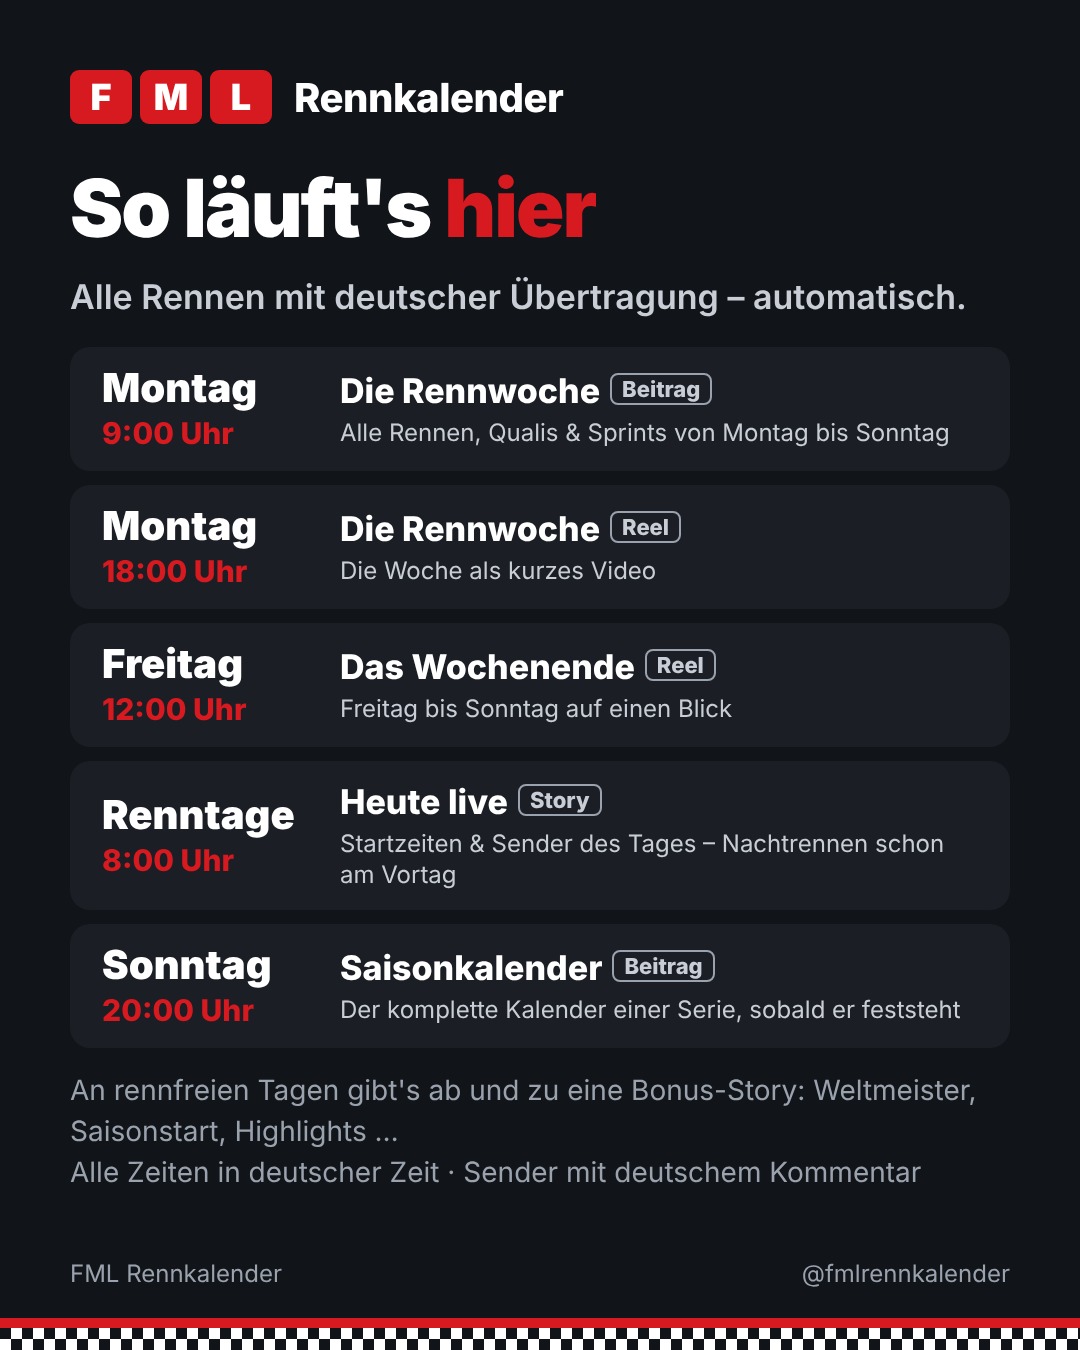 F M L Rennkalender
So läuft's hier
Alle Rennen mit deutscher Übertragung – automatisch.
Montag
9:00 Uhr
Die Rennwoche Beitrag
Alle Rennen, Qualis & Sprints von Montag bis Sonntag
Montag
18:00 Uhr
Die Rennwoche Reel
Die Woche als kurzes Video
Freitag
12:00 Uhr
Das Wochenende Reel
Freitag bis Sonntag auf einen Blick
Renntage
8:00 Uhr
Heute live Story
Startzeiten & Sender des Tages – Nachtrennen schon
am Vortag
Sonntag
20:00 Uhr
Saisonkalender Beitrag
Der komplette Kalender einer Serie, sobald er feststeht
An rennfreien Tagen gibt's ab und zu eine Bonus-Story: Weltmeister,
Saisonstart, Highlights ...
Alle Zeiten in deutscher Zeit · Sender mit deutschem Kommentar
FML Rennkalender
@fmlrennkalender